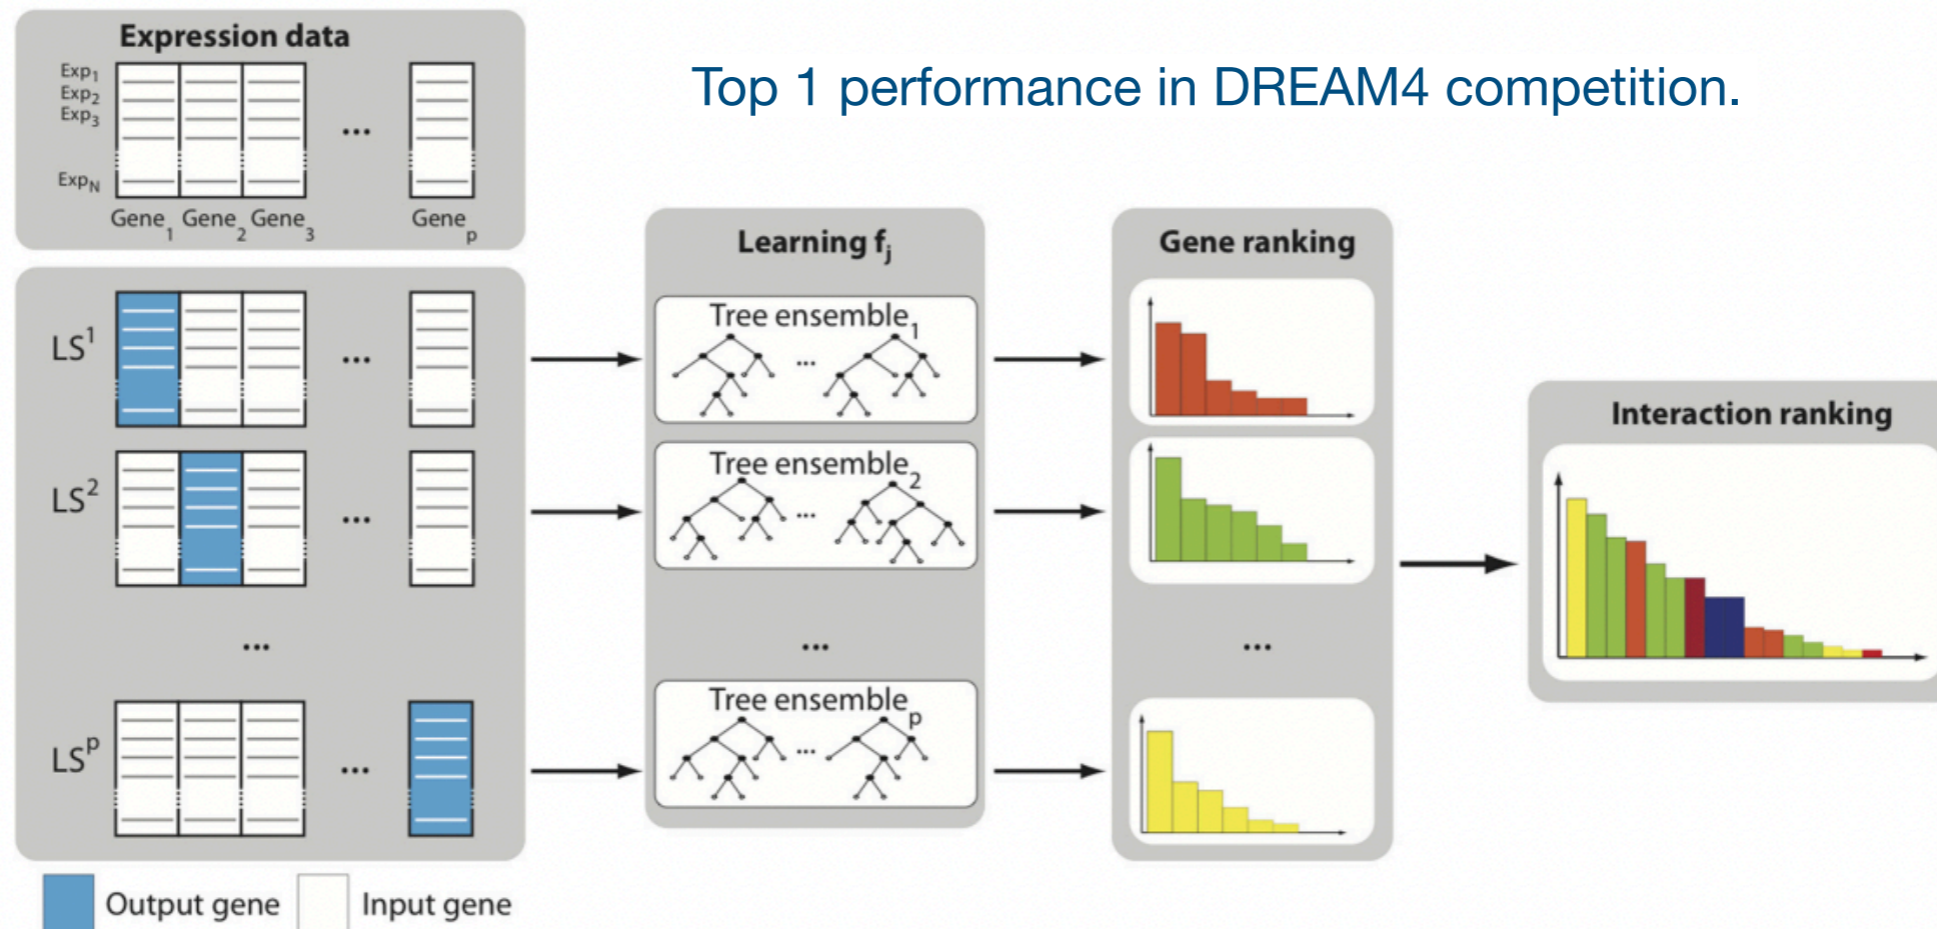 Expression data
Exp1
Exp2
Exp3
...
ExpN
Gene1 Gene2 Gene3
Genep
Top 1 performance in DREAM4 competition.
LS1
...
LS2
...
...
LSp
...
Output gene
Input gene
Learning fj
Tree ensemble1
...
Tree ensemble2
...
...
Tree ensemblep
...
Gene ranking
...
Interaction ranking